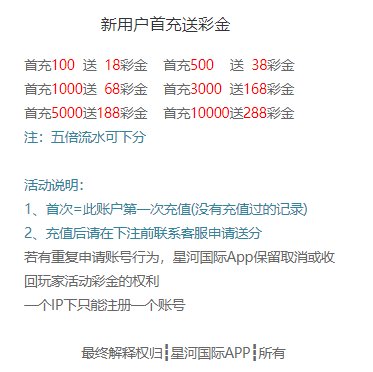 新用户首充送彩金
首充100 送 18彩金 首充500 送 38彩金
首充1000送 68彩金 首充3000 送168彩金
首充5000送188彩金 首充10000送288彩金
注：五倍流水可下分
活动说明：
1、首次=此账户第一次充值(没有充值过的记录)
2、充值后请在下注前联系客服申请送分
若有重复申请账号行为，星河国际App保留取消或收
回玩家活动彩金的权利
一个IP下只能注册一个账号
最终解释权归┇星河国际APP┇所有